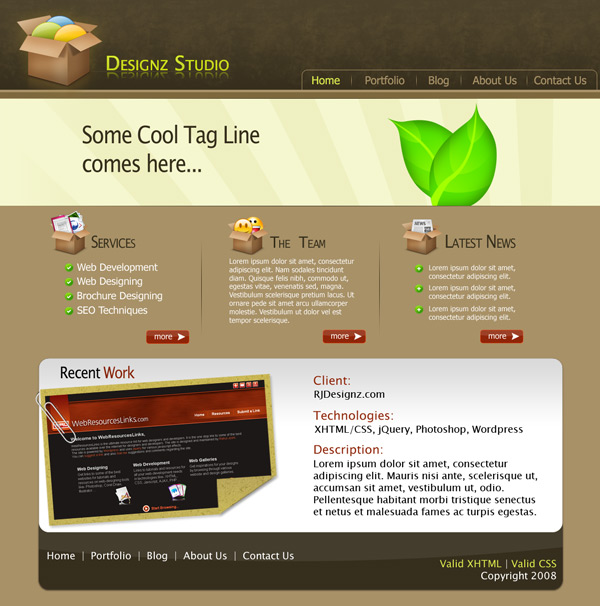 Designz Studio
Home | Portfolio | Blog | About Us | Contact Us
Some Cool Tag Line
comes here...
Services
Web Development
Web Designing
Brochure Designing
SEO Techniques
more
The Team
Lorem ipsum dolor sit amet, consectetur
adipiscing elit. Nam sodales tincidunt
diam. Quisque felis nibh, commodo ut,
egestas vitae, venenatis sed, magna.
Vestibulum scelerisque pretium lacus. Ut
ornare pede sit amet arcu. Sed et elit.
Vestibulum ut velit vel est tempor
tempor scelerisque.
more
Latest News
Lorem ipsum dolor sit amet,
consectetur adipiscing elit.
Lorem ipsum dolor sit amet,
consectetur adipiscing elit.
Lorem ipsum dolor sit amet,
consectetur adipiscing elit.
more
Recent Work
WebResourcesLinks.com
Home
Resources
Submit a Link
Welcome to WebResourcesLinks.
Web Designing
Web Development
Web Galleries
Start Browsing...
Client:
RJDesignz.com
Technologies:
XHTML/CSS, jQuery, Photoshop, Wordpress
Description:
Lorem ipsum dolor sit amet, consectetur
adipiscing elit. Mauris nisi ante, scelerisque ut,
accumsan sit amet, vestibulum ut, odio.
Pellentesque habitant morbi tristique senectus
et netus et malesuada fames ac turpis egestas.
Home | Portfolio | Blog | About Us | Contact Us
Valid XHTML | Valid CSS
Copyright 2008